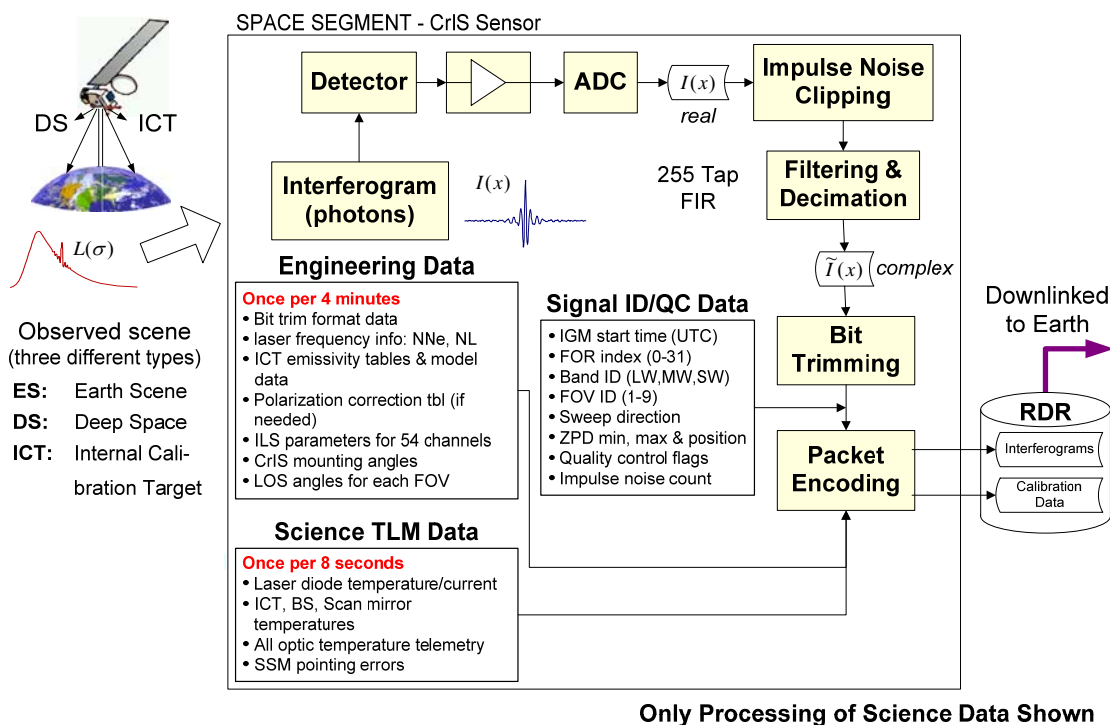 SPACE SEGMENT - CrIS Sensor
DS
ICT
L(σ)
Observed scene
(three different types)
ES: Earth Scene
DS: Deep Space
ICT: Internal Cali-
bration Target
Detector
ADC
I(x)
real
Impulse Noise
Clipping
Interferogram
(photons)
I(x)
255 Tap
FIR
Filtering &
Decimation
Ĩ(x)
complex
Engineering Data
Once per 4 minutes
• Bit trim format data
• laser frequency info: NNe, NL
• ICT emissivity tables & model
data
• Polarization correction tbl (if
needed)
• ILS parameters for 54 channels
• CrIS mounting angles
• LOS angles for each FOV
Signal ID/QC Data
• IGM start time (UTC)
• FOR index (0-31)
• Band ID (LW,MW,SW)
• FOV ID (1-9)
• Sweep direction
• ZPD min, max & position
• Quality control flags
• Impulse noise count
Bit
Trimming
Packet
Encoding
Downlinked
to Earth
RDR
Interferograms
Calibration
Data
Science TLM Data
Once per 8 seconds
• Laser diode temperature/current
• ICT, BS, Scan mirror
temperatures
• All optic temperature telemetry
• SSM pointing errors
Only Processing of Science Data Shown